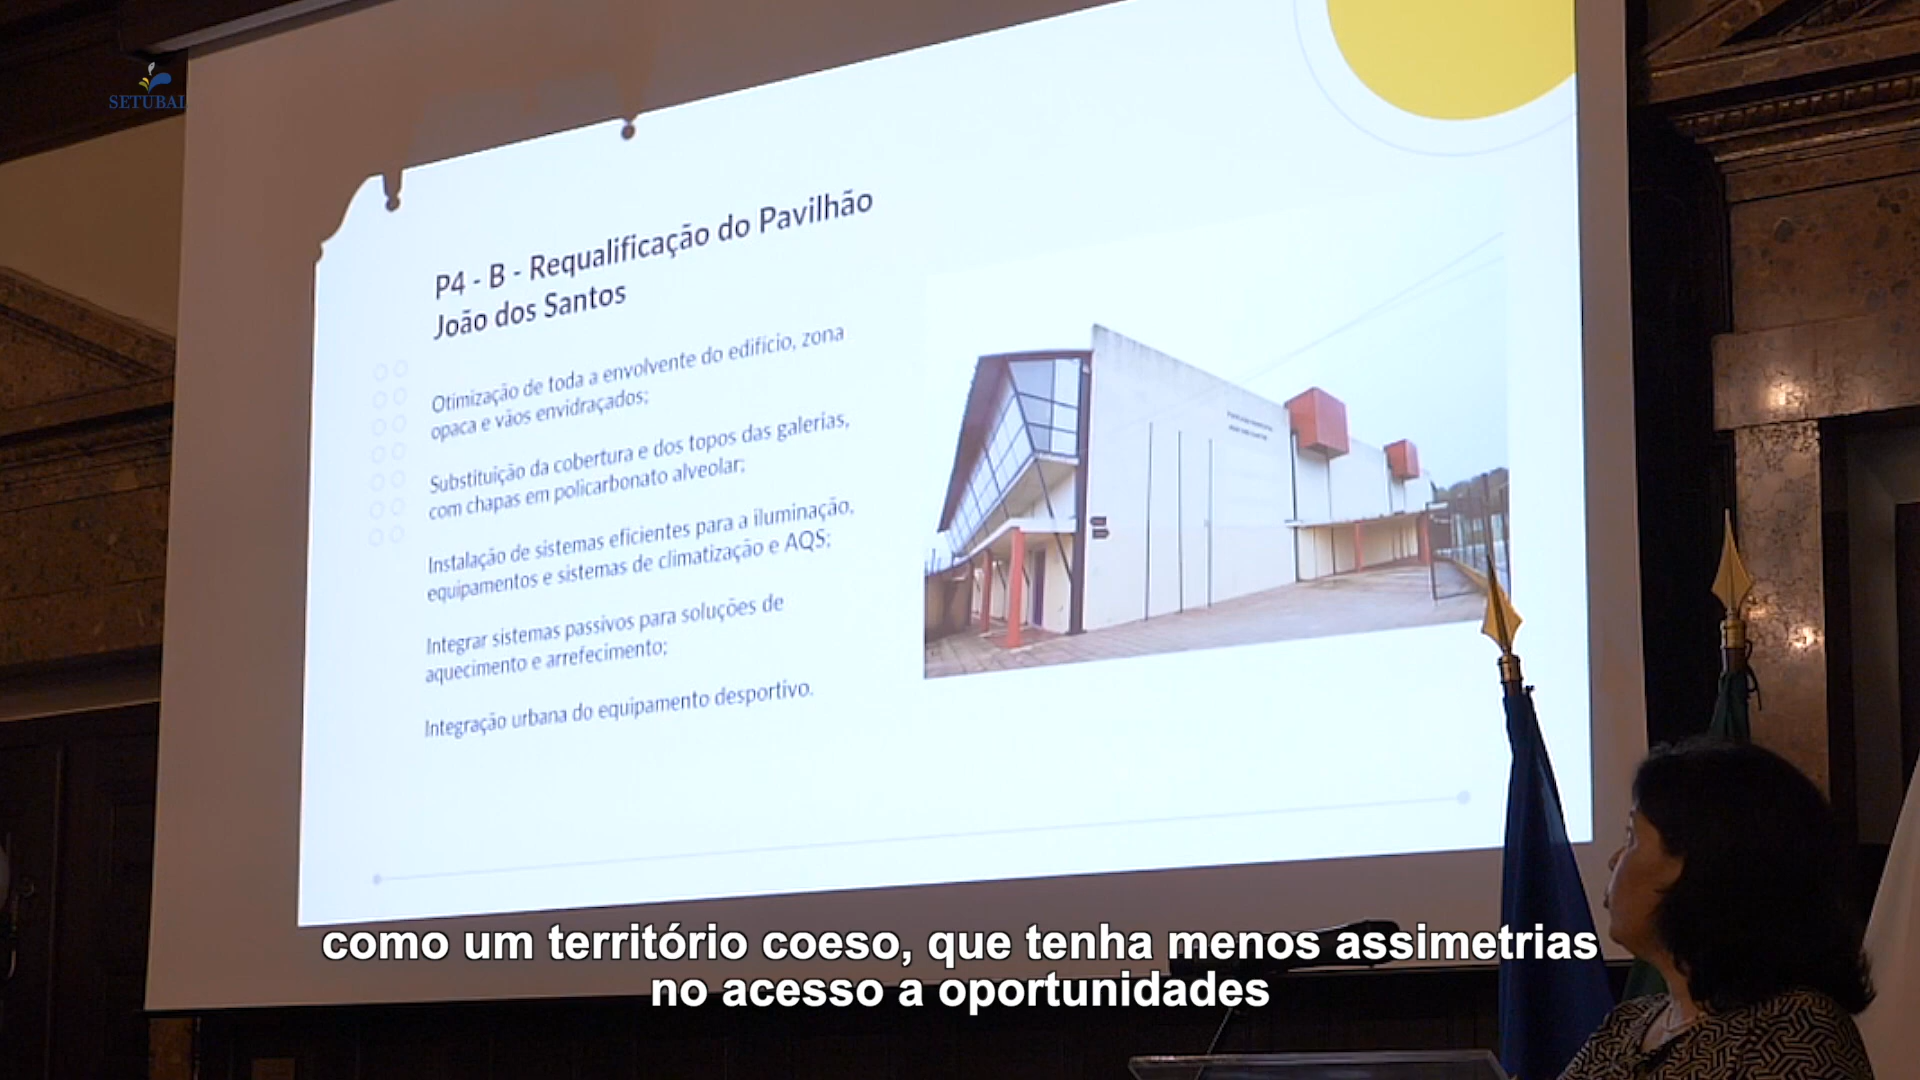 SETUBAL
P4 - B - Requalificação do Pavilhão
João dos Santos
Otimização de toda a envolvente do edifício, zona
opaca e vãos envidraçados;
Substituição da cobertura e dos topos das galerias,
com chapas em policarbonato alveolar;
Instalação de sistemas eficientes para a iluminação,
equipamentos e sistemas de climatização e AQS;
Integrar sistemas passivos para soluções de
aquecimento e arrefecimento;
Integração urbana do equipamento desportivo.
como um território coeso, que tenha menos assimetrias
no acesso a oportunidades